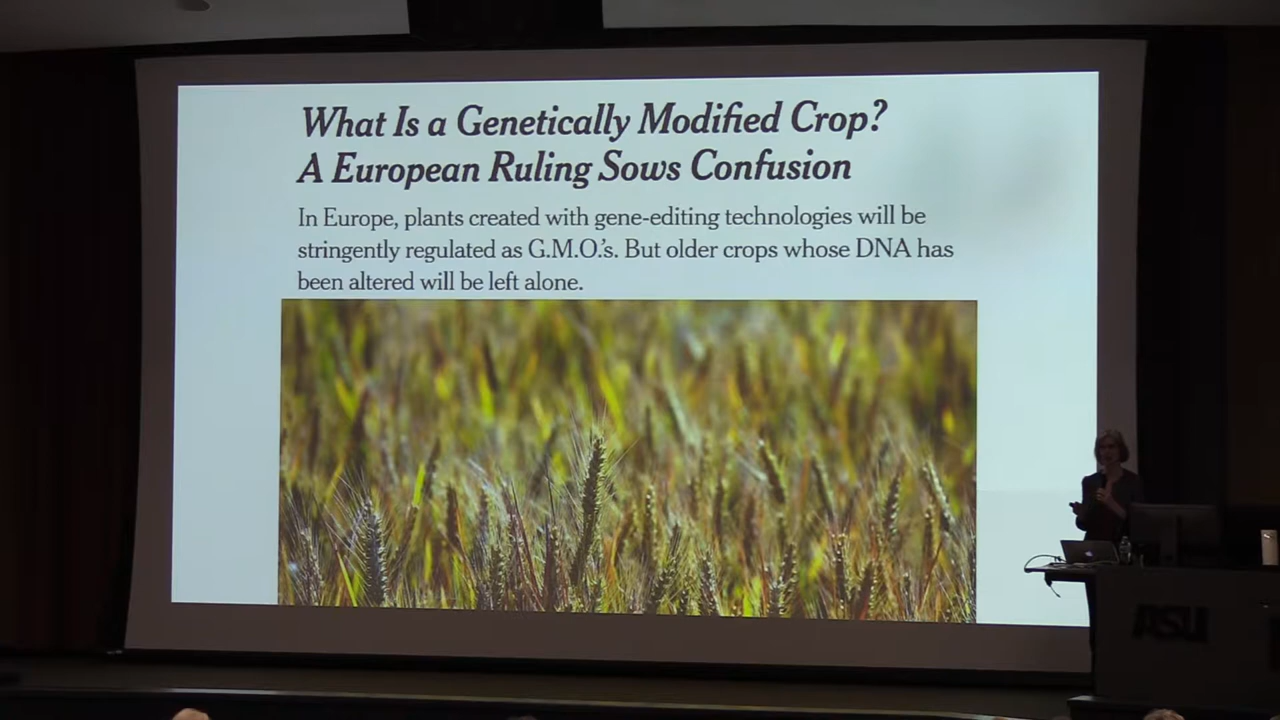 What Is a Genetically Modified Crop?
A European Ruling Sows Confusion
In Europe, plants created with gene-editing technologies will be
stringently regulated as G.M.O.'s. But older crops whose DNA has
been altered will be left alone.
ASU